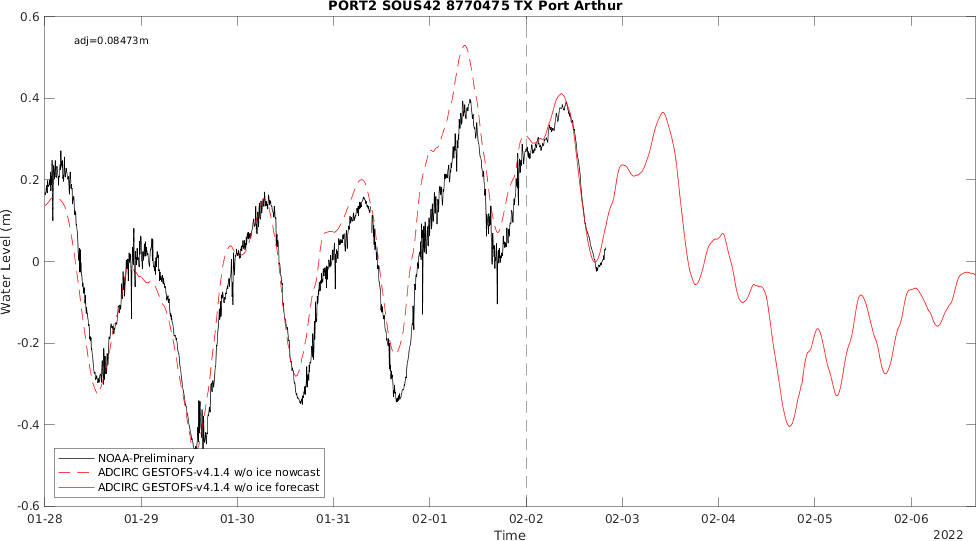 PORT2 SOUS42 8770475 TX Port Arthur
adj=0.08473m
Water Level (m)
0.6
0.4
0.2
0
-0.2
-0.4
-0.6
NOAA-Preliminary
ADCIRC GESTOFS-v4.1.4 w/o ice nowcast
ADCIRC GESTOFS-v4.1.4 w/o ice forecast
01-28 01-29 01-30 01-31 02-01 02-02 02-03 02-04 02-05 02-06
Time
2022